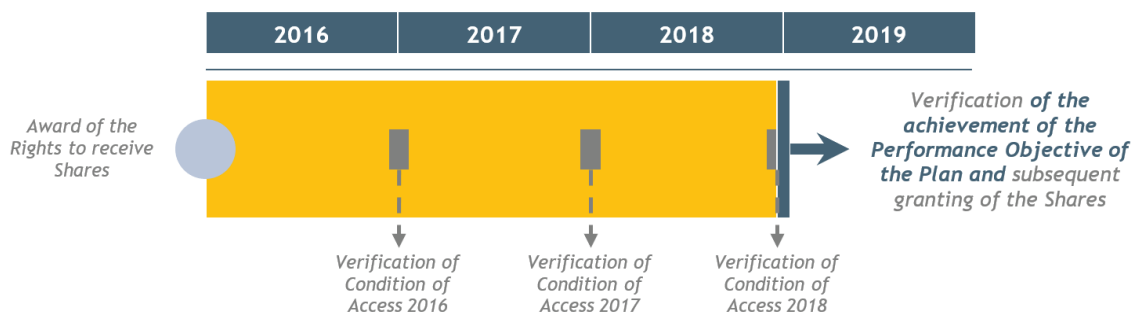 2016 2017 2018 2019
Award of the
Rights to receive
Shares
Verification of the
achievement of the
Performance Objective of
the Plan and subsequent
granting of the Shares
Verification of
Condition of
Access 2016
Verification of
Condition of
Access 2017
Verification of
Condition of
Access 2018